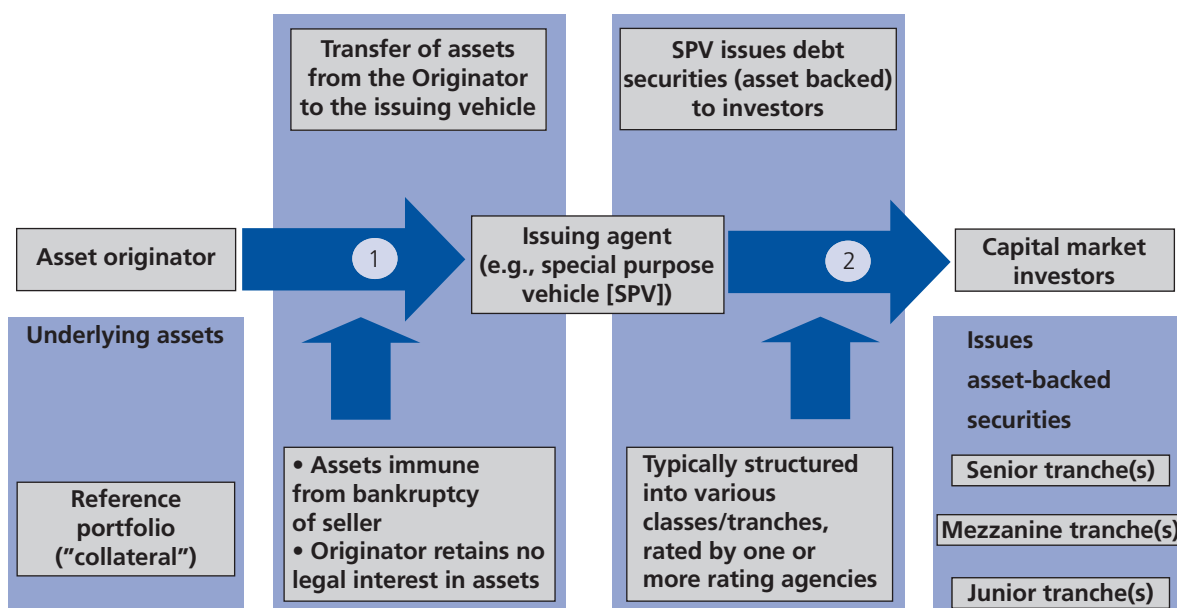 Transfer of assets
from the Originator
to the issuing vehicle
SPV issues debt
securities (asset backed)
to investors
Asset originator
1
Issuing agent
(e.g., special purpose
vehicle [SPV])
2
Capital market
investors
Underlying assets
Reference
portfolio
("collateral")
• Assets immune
from bankruptcy
of seller
• Originator retains no
legal interest in assets
Typically structured
into various
classes/tranches,
rated by one or
more rating agencies
Issues
asset-backed
securities
Senior tranche(s)
Mezzanine tranche(s)
Junior tranche(s)